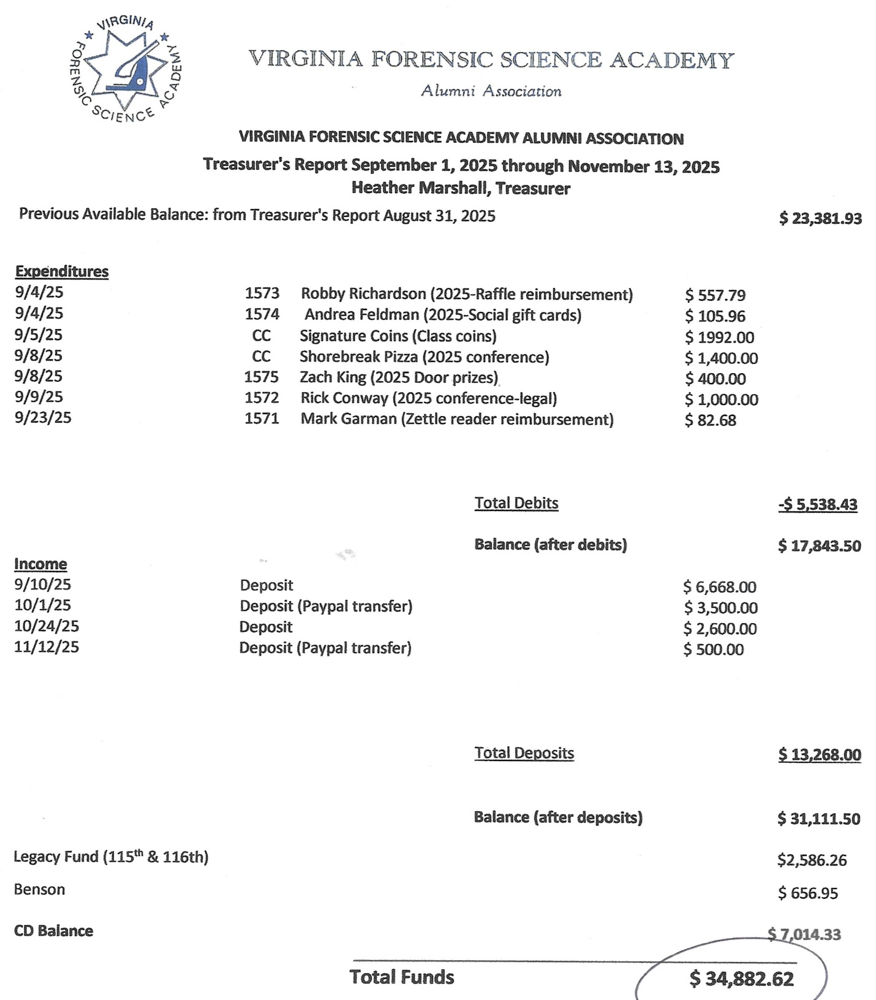 VIRGINIA
FORENSIC SCIENCE ACADEMY
VIRGINIA FORENSIC SCIENCE ACADEMY
Alumni Association
VIRGINIA FORENSIC SCIENCE ACADEMY ALUMNI ASSOCIATION
Treasurer's Report September 1, 2025 through November 13, 2025
Heather Marshall, Treasurer
Previous Available Balance: from Treasurer's Report August 31, 2025 $ 23,381.93
Expenditures
9/4/25 1573 Robby Richardson (2025-Raffle reimbursement) $ 557.79
9/4/25 1574 Andrea Feldman (2025-Social gift cards) $ 105.96
9/5/25 CC Signature Coins (Class coins) $ 1992.00
9/8/25 CC Shorebreak Pizza (2025 conference) $ 1,400.00
9/8/25 1575 Zach King (2025 Door prizes) $ 400.00
9/9/25 1572 Rick Conway (2025 conference-legal) $ 1,000.00
9/23/25 1571 Mark Garman (Zettle reader reimbursement) $ 82.68
Total Debits -$ 5,538.43
Balance (after debits) $ 17,843.50
Income
9/10/25 Deposit $ 6,668.00
10/1/25 Deposit (Paypal transfer) $ 3,500.00
10/24/25 Deposit $ 2,600.00
11/12/25 Deposit (Paypal transfer) $ 500.00
Total Deposits $ 13,268.00
Balance (after deposits) $ 31,111.50
Legacy Fund (115th & 116th) $2,586.26
Benson $ 656.95
CD Balance $ 7,014.33
Total Funds $ 34,882.62